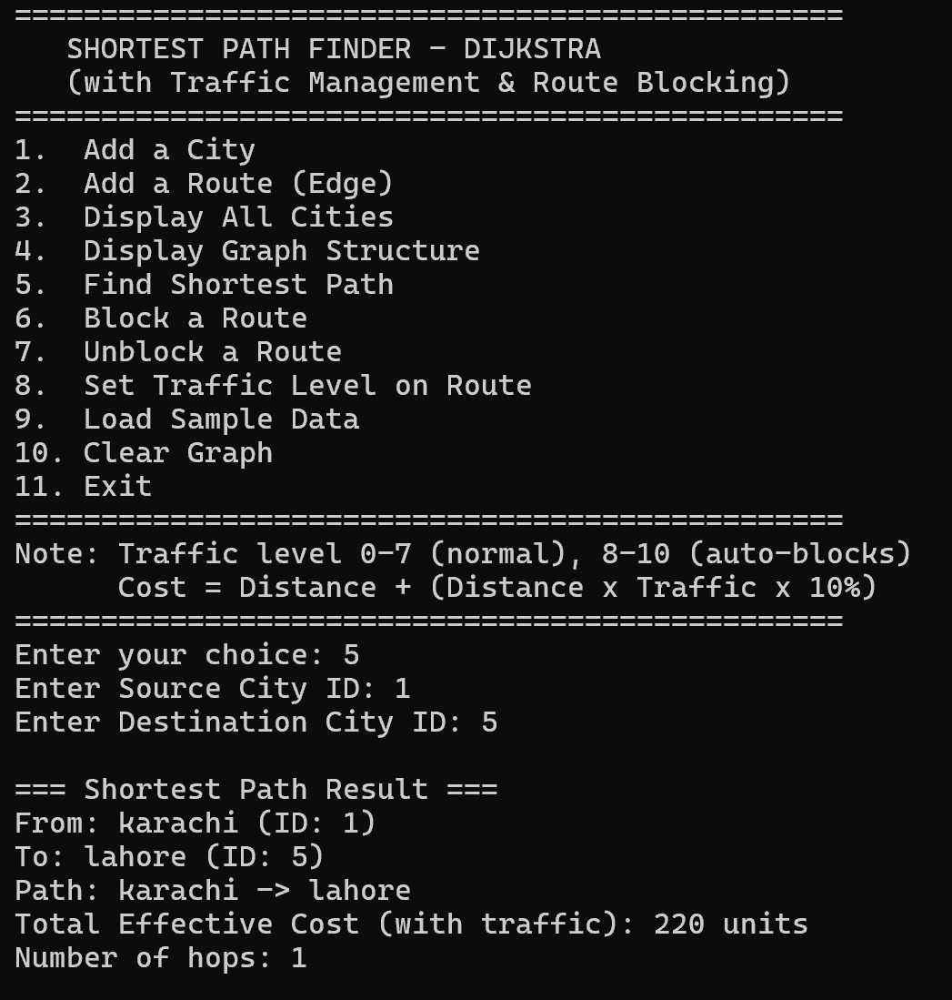 ================================================
   SHORTEST PATH FINDER - DIJKSTRA
   (with Traffic Management & Route Blocking)
================================================
1.  Add a City
2.  Add a Route (Edge)
3.  Display All Cities
4.  Display Graph Structure
5.  Find Shortest Path
6.  Block a Route
7.  Unblock a Route
8.  Set Traffic Level on Route
9.  Load Sample Data
10. Clear Graph
11. Exit
================================================
Note: Traffic level 0-7 (normal), 8-10 (auto-blocks)
      Cost = Distance + (Distance x Traffic x 10%)
================================================
Enter your choice: 5
Enter Source City ID: 1
Enter Destination City ID: 5

=== Shortest Path Result ===
From: karachi (ID: 1)
To: lahore (ID: 5)
Path: karachi -> lahore
Total Effective Cost (with traffic): 220 units
Number of hops: 1